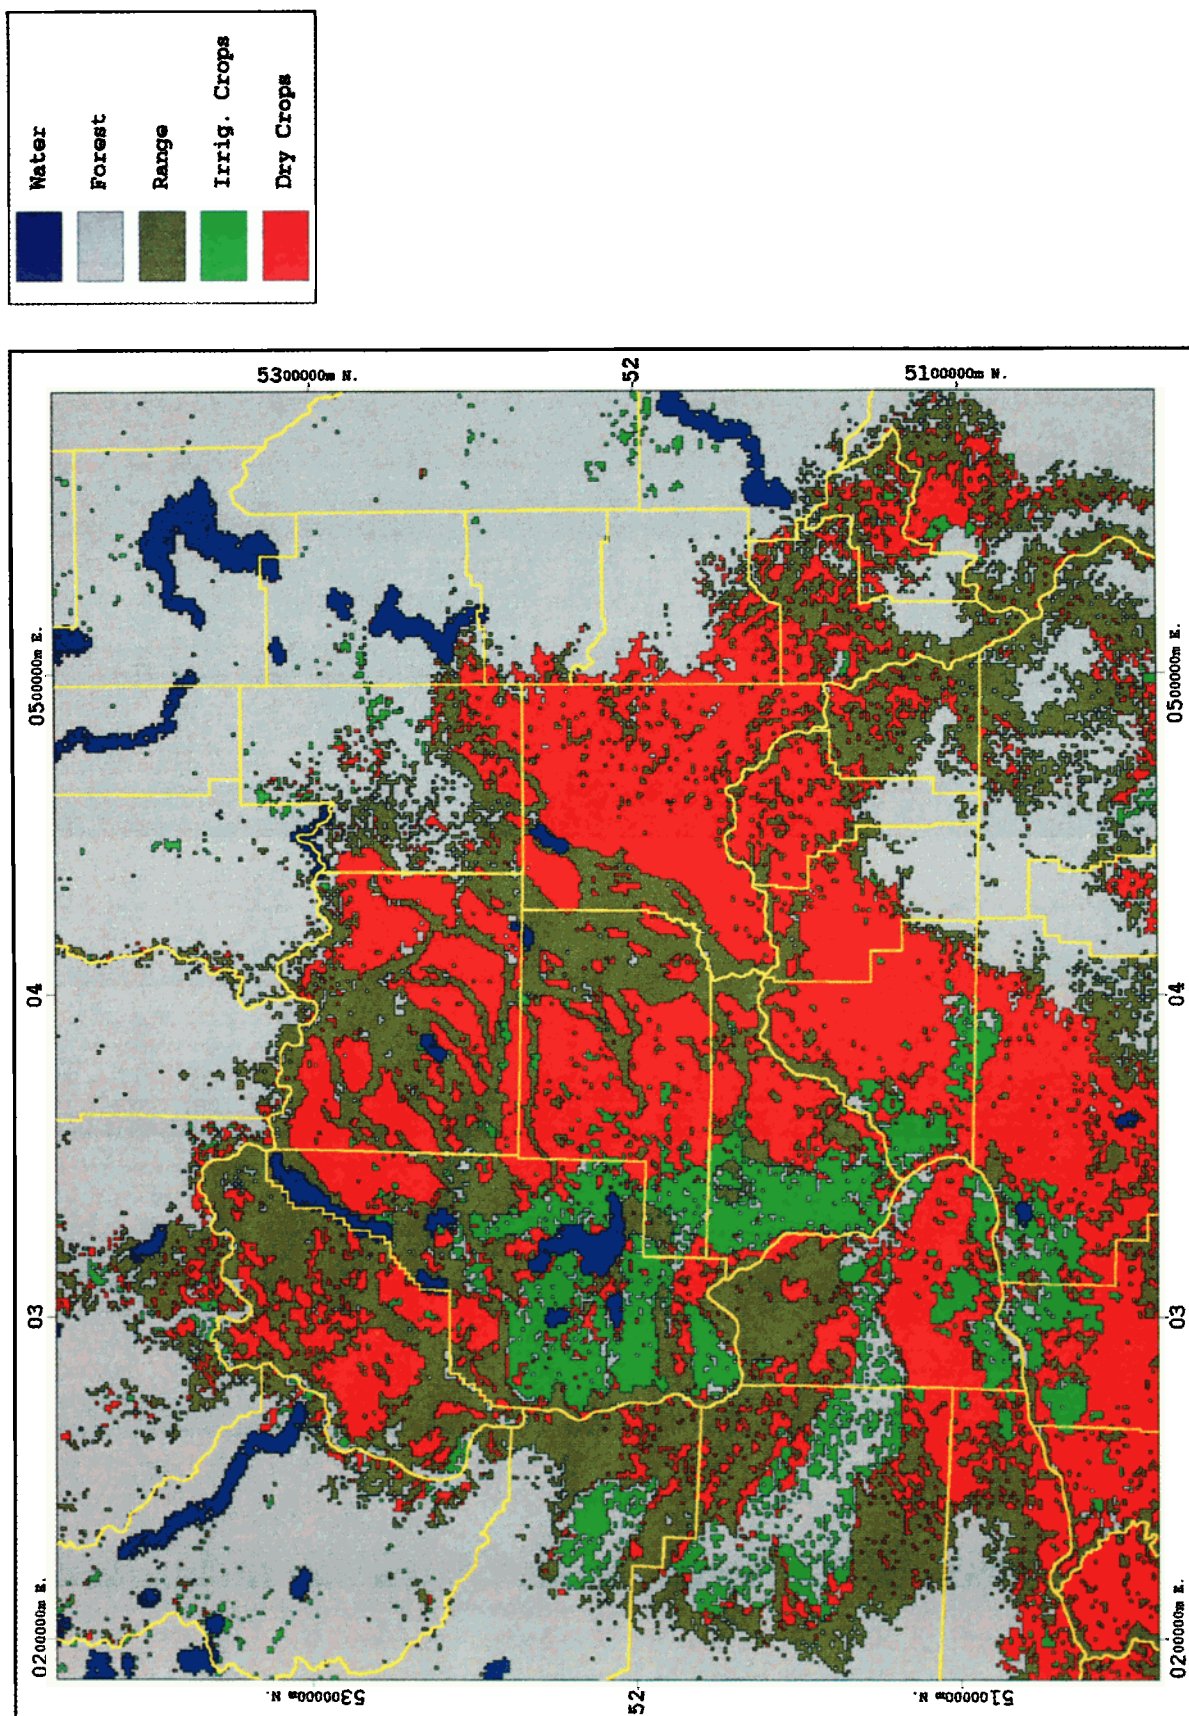 Water
Forest
Range
Irrig. Crops
Dry Crops
5300000m N.
52
5100000m N.
0500000m E.
04
03
0200000m E.
0500000m E.
04
03
0200000m E.
5300000m N.
52
5100000m N.